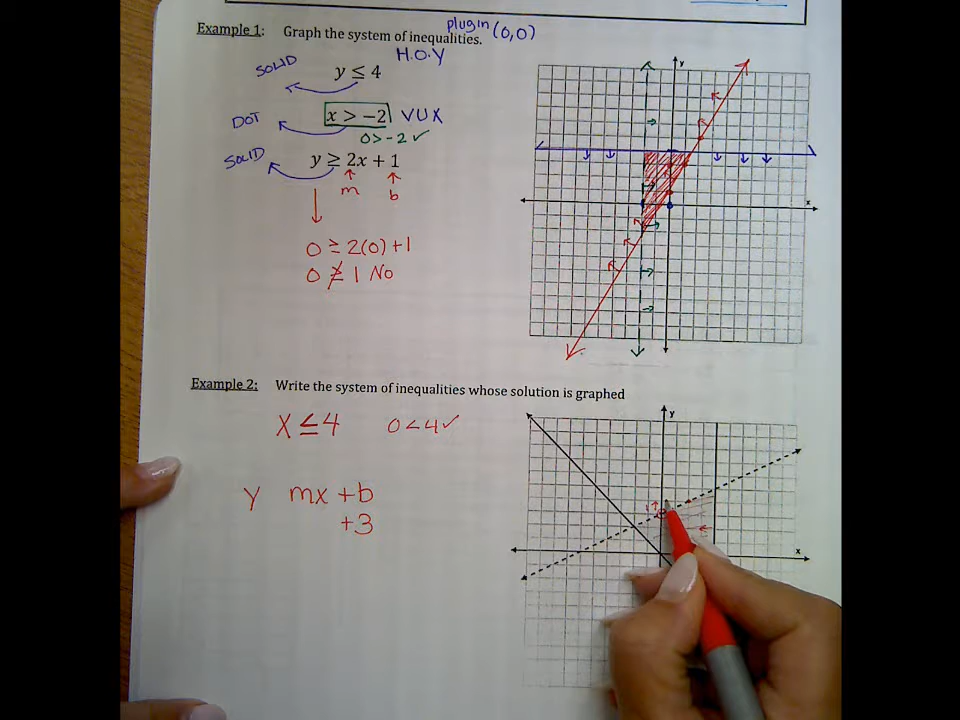 plugin (0,0)
Example 1: Graph the system of inequalities.
H.O.Y
SOLID y ≤ 4
DOT x > −2 VUX
0>-2 ✓
SOLID y ≥ 2x + 1
m b
0 ≥ 2(0)+1
0 ≱ 1 No
y
x
Example 2: Write the system of inequalities whose solution is graphed
X ≤ 4 0<4✓
y mx +b
+3
y
x